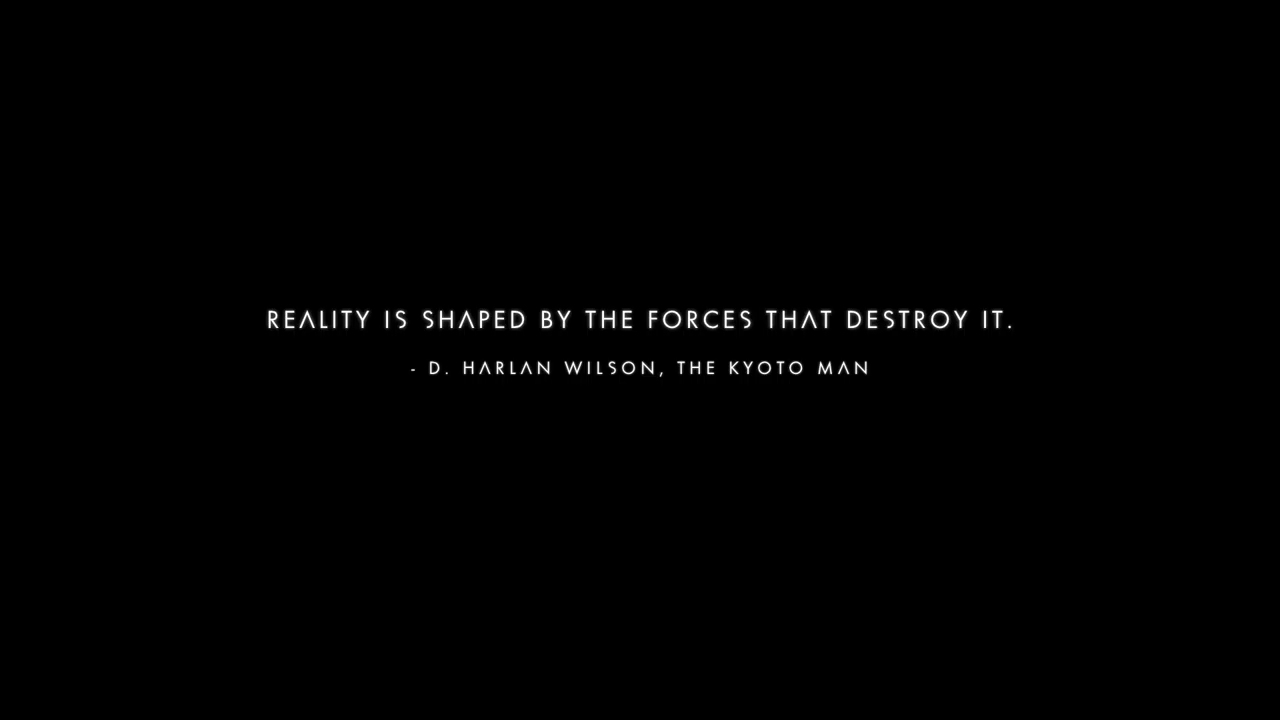 REALITY IS SHAPED BY THE FORCES THAT DESTROY IT.
- D. HARLAN WILSON, THE KYOTO MAN